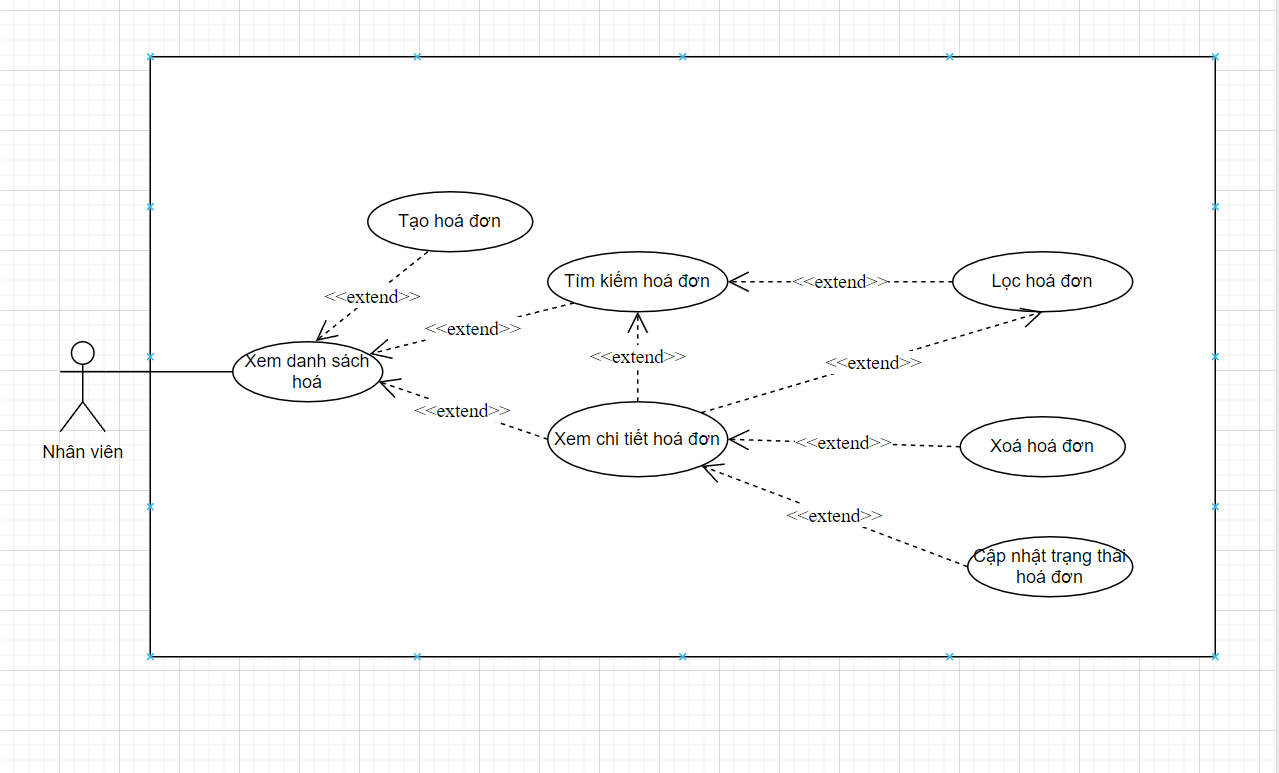 Tạo hoá đơn
Tìm kiếm hoá đơn
<<extend>>
Lọc hoá đơn
<<extend>>
<<extend>>
Xem danh sách
hoá
<<extend>>
<<extend>>
<<extend>>
Xem chi tiết hoá đơn
<<extend>>
Xoá hoá đơn
Nhân viên
<<extend>>
Cập nhật trạng thái
hoá đơn